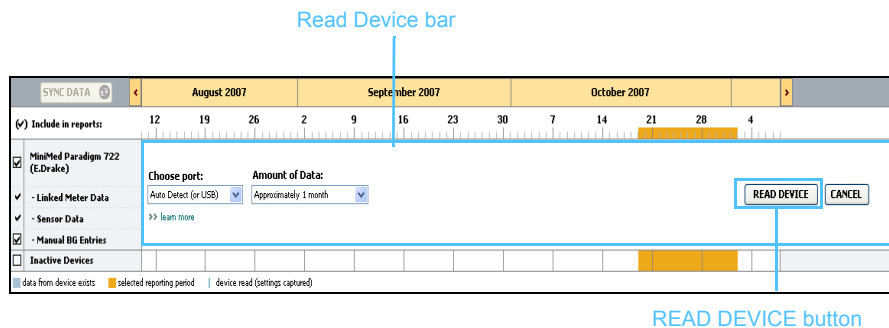 Read Device bar
SYNC DATA
August 2007 September 2007 October 2007
(✓) Include in reports: 12 19 26 2 9 16 23 30 7 14 21 28 4
MiniMed Paradigm 722
(E.Drake)
Choose port: Amount of Data:
Auto Detect (or USB) Approximately 1 month READ DEVICE CANCEL
- Linked Meter Data
- Sensor Data >> learn more
- Manual BG Entries
Inactive Devices
data from device exists selected reporting period device read (settings captured)
READ DEVICE button